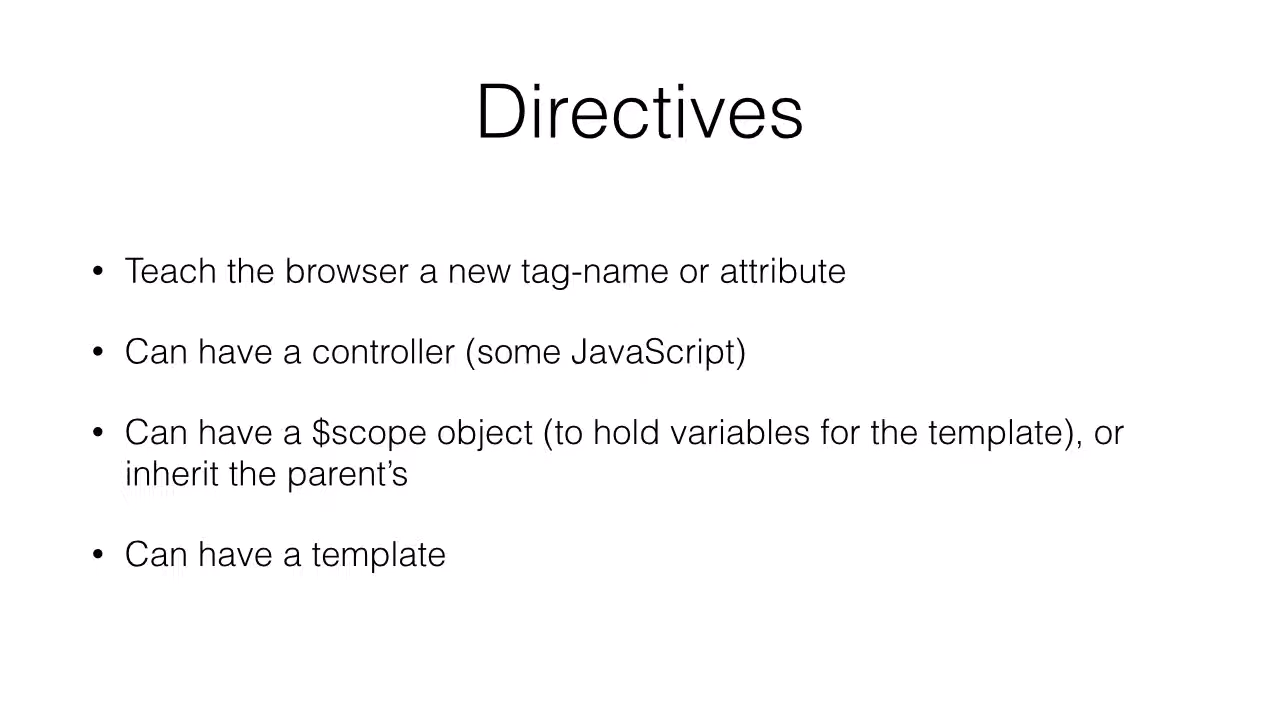 Directives
• Teach the browser a new tag-name or attribute
• Can have a controller (some JavaScript)
• Can have a $scope object (to hold variables for the template), or
inherit the parent’s
• Can have a template